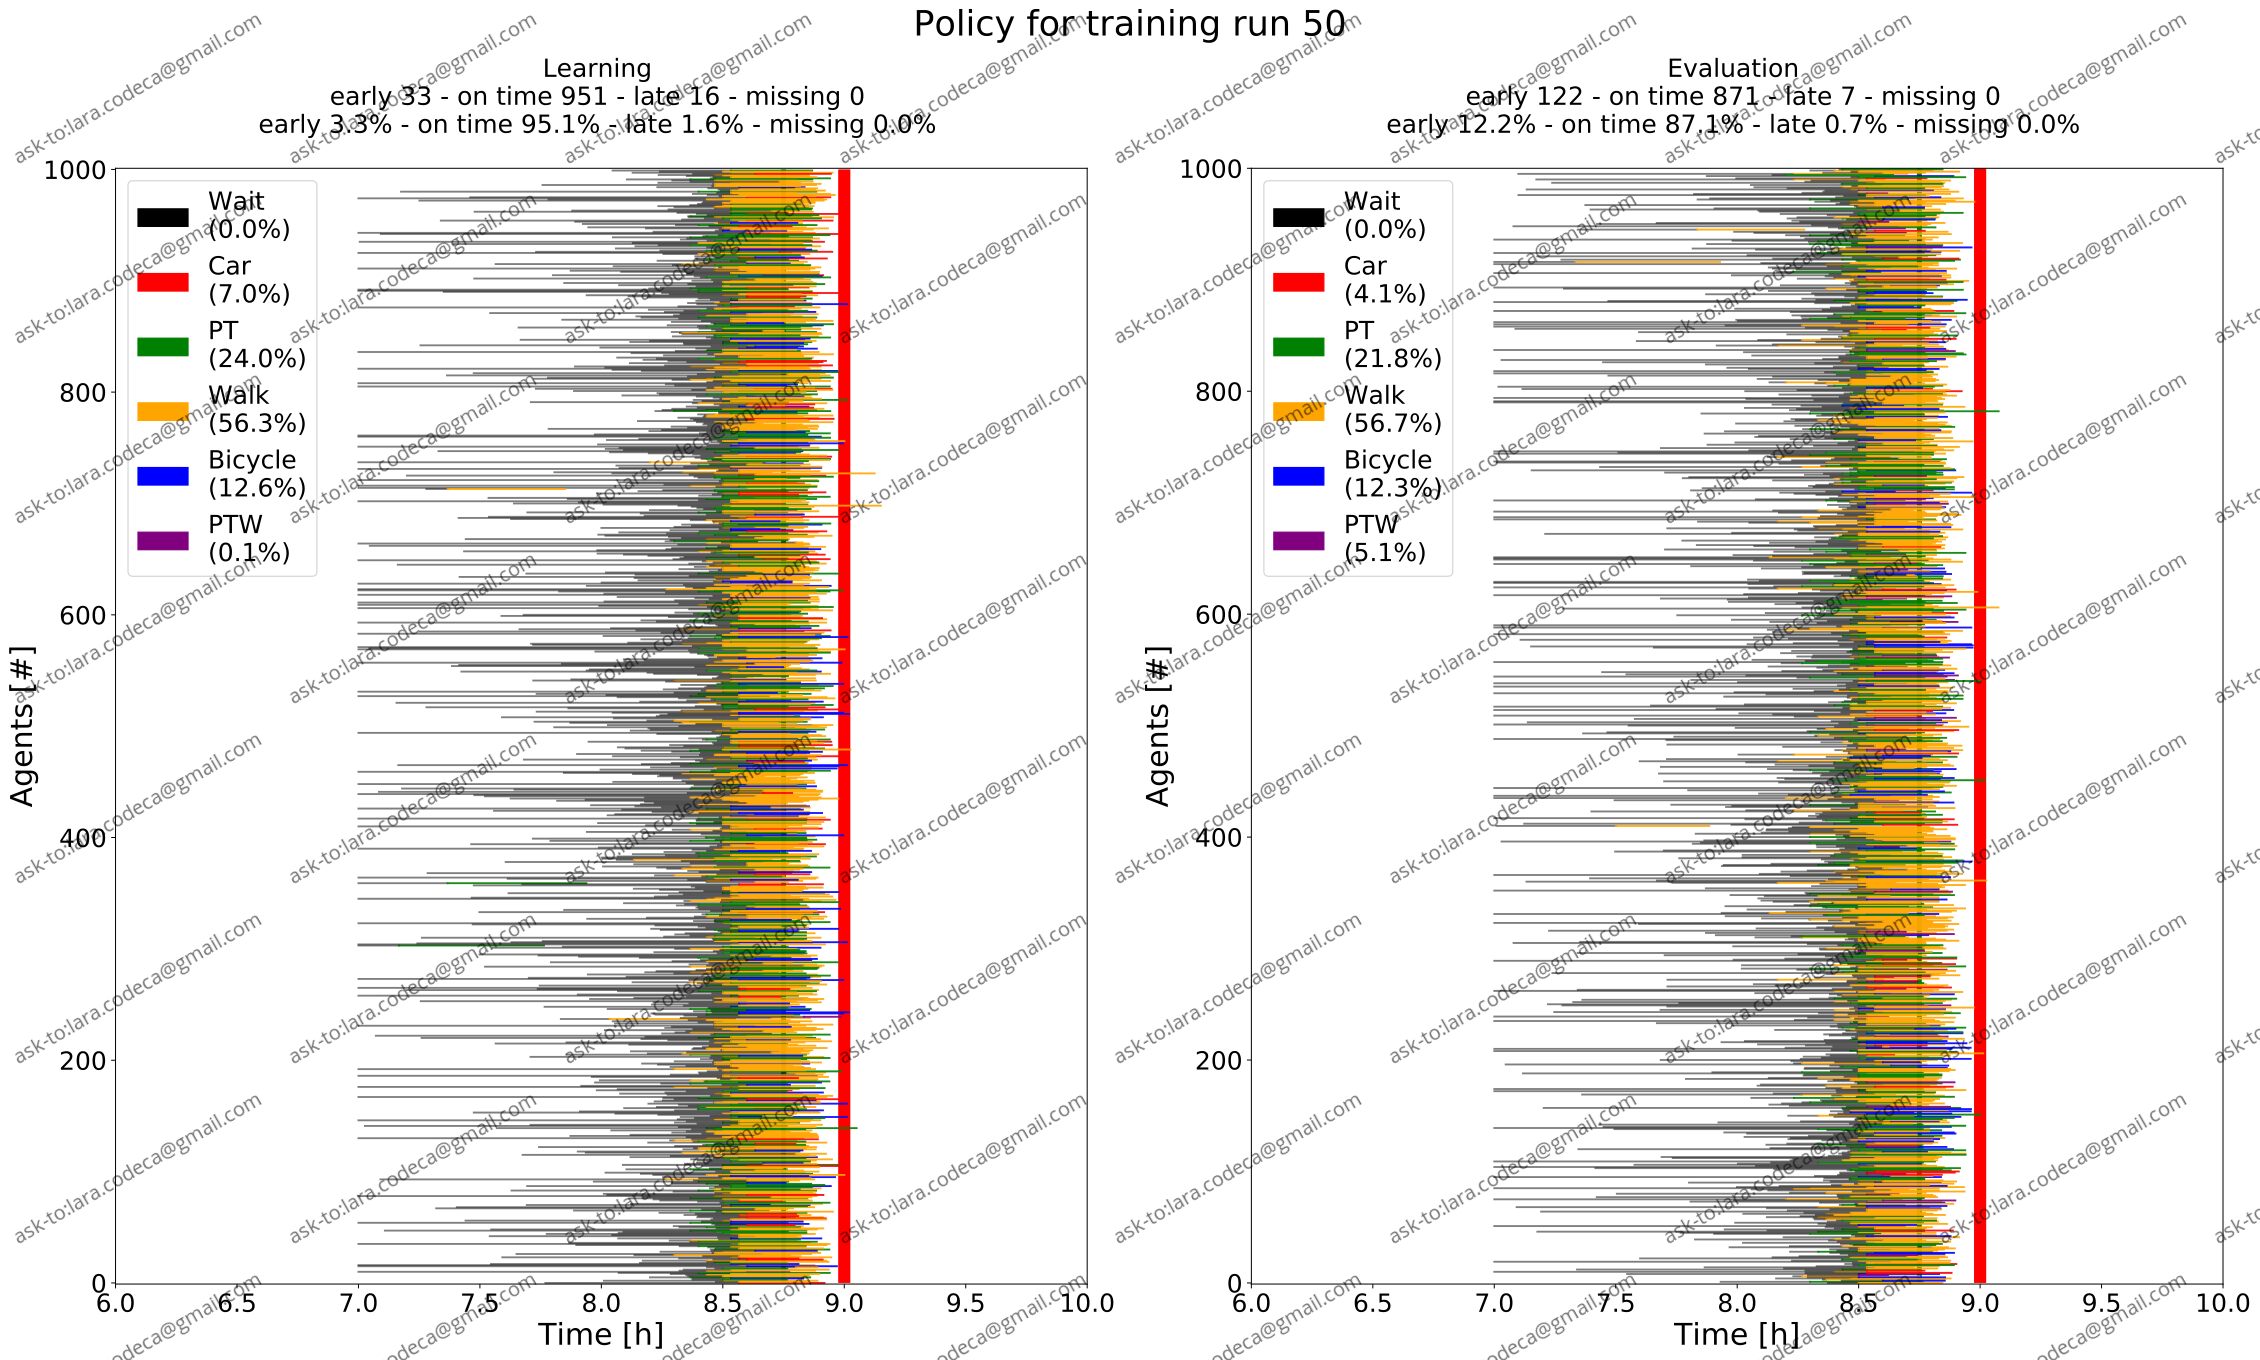 Policy for training run 50
Learning
early 33 - on time 951 - late 16 - missing 0
early 3.3% - on time 95.1% - late 1.6% - missing 0.0%
Evaluation
early 122 - on time 871 - late 7 - missing 0
early 12.2% - on time 87.1% - late 0.7% - missing 0.0%
Agents [#]
1000
800
600
400
200
0
Wait
(0.0%)
Car
(7.0%)
PT
(24.0%)
Walk
(56.3%)
Bicycle
(12.6%)
PTW
(0.1%)
6.0 6.5 7.0 7.5 8.0 8.5 9.0 9.5 10.0
Time [h]
Agents [#]
1000
800
600
400
200
0
Wait
(0.0%)
Car
(4.1%)
PT
(21.8%)
Walk
(56.7%)
Bicycle
(12.3%)
PTW
(5.1%)
6.0 6.5 7.0 7.5 8.0 8.5 9.0 9.5 10.0
Time [h]
ask-to:lara.codeca@gmail.com